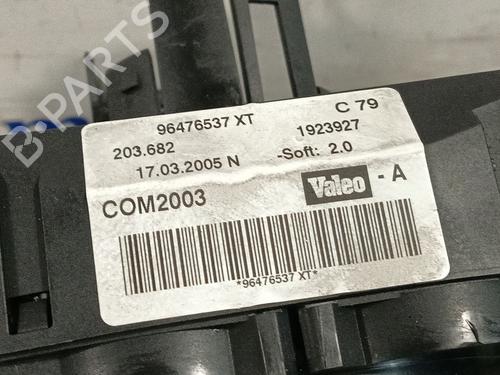 B-PARTS
96476537 XT C 79
203.682 1923927
17.03.2005 N -Soft: 2.0
COM2003 Valeo - A
*96476537 XT*